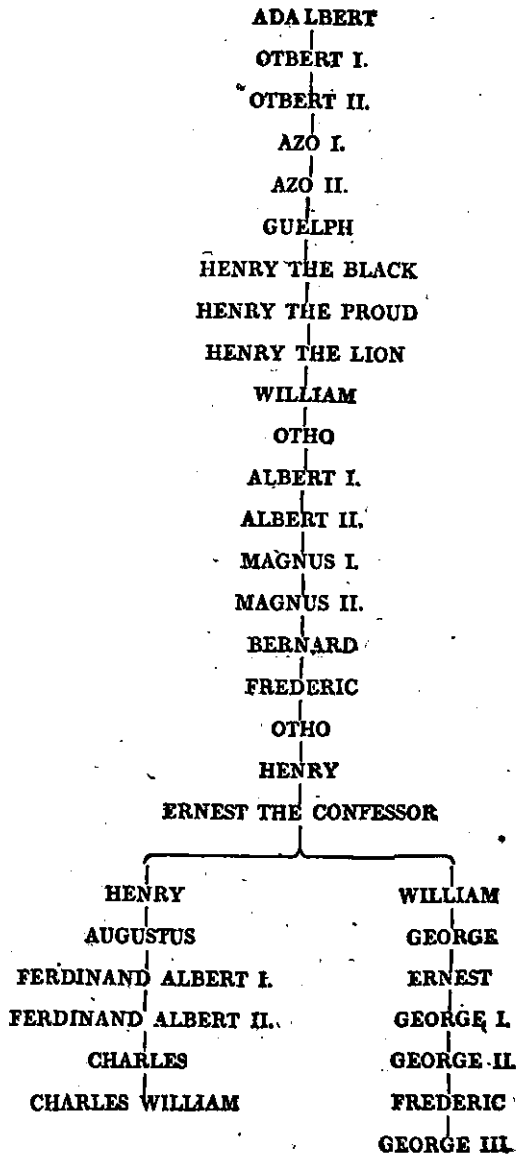 ADALBERT
OTBERT I.
OTBERT II.
AZO I.
AZO II.
GUELPH
HENRY THE BLACK
HENRY THE PROUD
HENRY THE LION
WILLIAM
OTHO
ALBERT I.
ALBERT II.
MAGNUS I.
MAGNUS II.
BERNARD
FREDERIC
OTHO
HENRY
ERNEST THE CONFESSOR
HENRY
AUGUSTUS
FERDINAND ALBERT I.
FERDINAND ALBERT II.
CHARLES
CHARLES WILLIAM
WILLIAM
GEORGE
ERNEST
GEORGE I.
GEORGE II.
FREDERIC
GEORGE III.